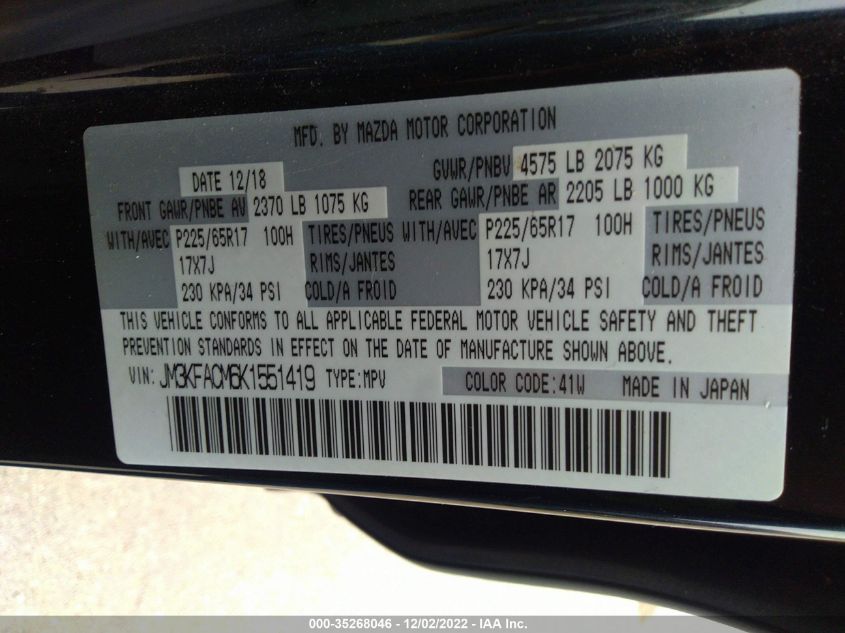 MFD. BY MAZDA MOTOR CORPORATION
DATE 12/18
GVWR/PNBV 4575 LB 2075 KG
FRONT GAWR/PNBE AV 2370 LB 1075 KG
REAR GAWR/PNBE AR 2205 LB 1000 KG
WITH/AVEC P225/65R17 100H TIRES/PNEUS WITH/AVEC P225/65R17 100H TIRES/PNEUS
17X7J RIMS/JANTES 17X7J RIMS/JANTES
230 KPA/34 PSI COLD/A FROID 230 KPA/34 PSI COLD/A FROID
THIS VEHICLE CONFORMS TO ALL APPLICABLE FEDERAL MOTOR VEHICLE SAFETY AND THEFT
PREVENTION STANDARDS IN EFFECT ON THE DATE OF MANUFACTURE SHOWN ABOVE.
VIN: JM3KFACM6K1551419 TYPE:MPV COLOR CODE:41W MADE IN JAPAN
000-35268046 - 12/02/2022 - IAA Inc.